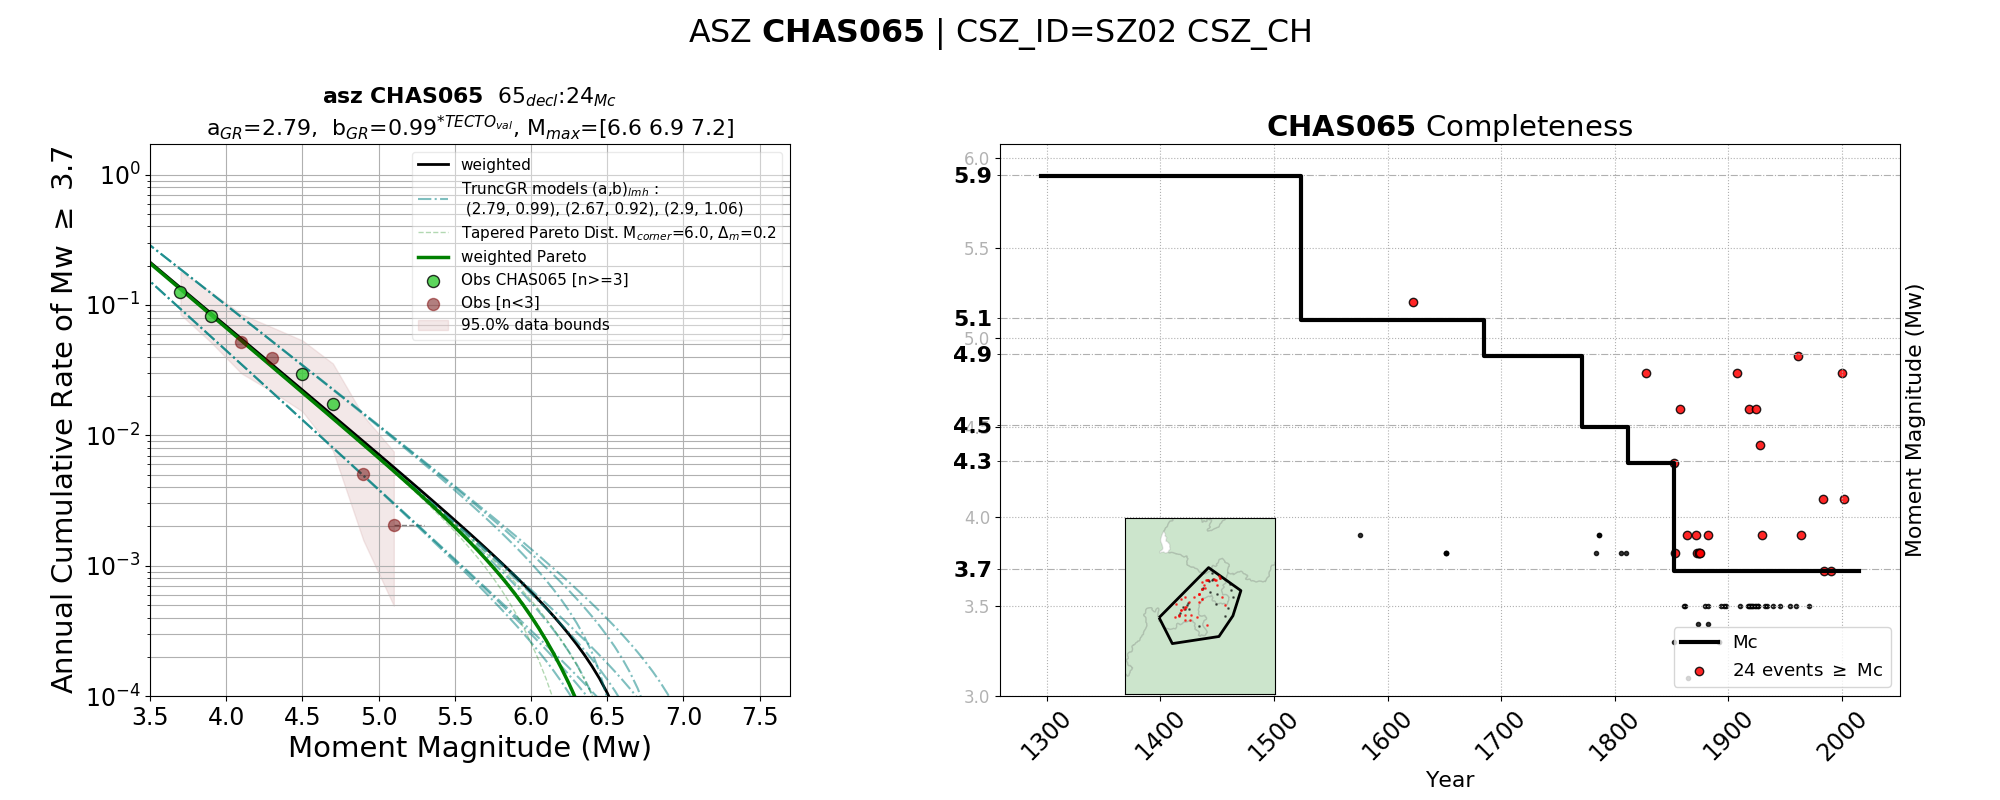 ASZ CHAS065 | CSZ_ID=SZ02 CSZ_CH
asz CHAS065 65decl:24Mc
aGR=2.79, bGR=0.99*TECTOval, Mmax=[6.6 6.9 7.2]
Annual Cumulative Rate of Mw ≥ 3.7
10^0
10^−1
10^−2
10^−3
10^−4
weighted
TruncGR models (a,b)lmh :
(2.79, 0.99), (2.67, 0.92), (2.9, 1.06)
Tapered Pareto Dist. Mcorner=6.0, Δm=0.2
weighted Pareto
Obs CHAS065 [n>=3]
Obs [n<3]
95.0% data bounds
3.5 4.0 4.5 5.0 5.5 6.0 6.5 7.0 7.5
Moment Magnitude (Mw)
CHAS065 Completeness
6.0
5.9
5.5
5.1
5.0
4.9
4.5
4.5
4.3
4.0
3.7
3.5
3.0
Moment Magnitude (Mw)
Mc
24 events ≥ Mc
1300 1400 1500 1600 1700 1800 1900 2000
Year